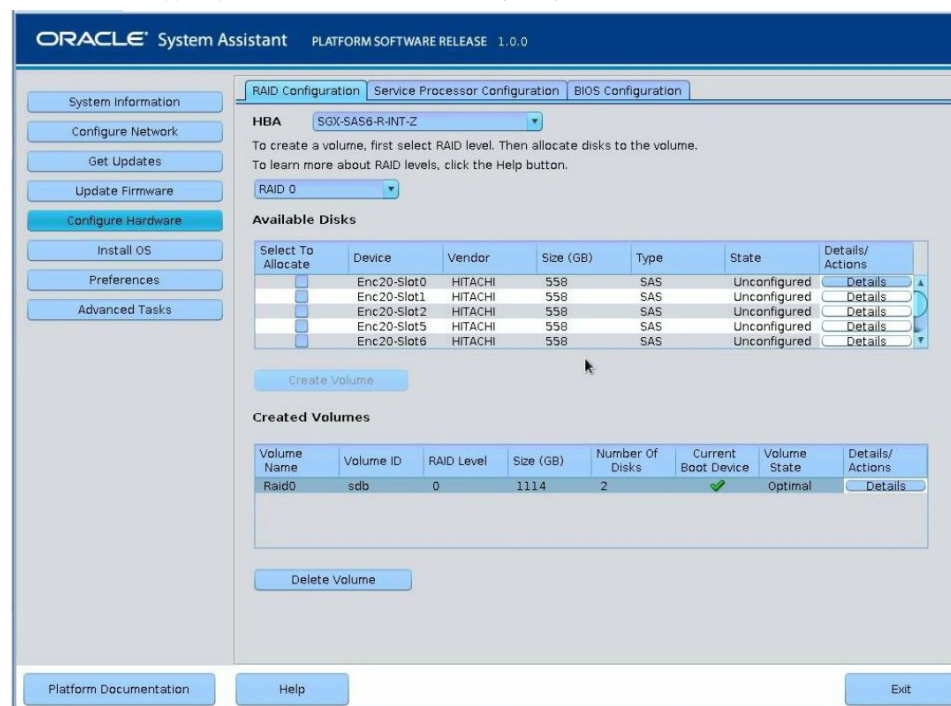 ORACLE® System Assistant PLATFORM SOFTWARE RELEASE 1.0.0
System Information
Configure Network
Get Updates
Update Firmware
Configure Hardware
Install OS
Preferences
Advanced Tasks
RAID Configuration Service Processor Configuration BIOS Configuration
HBA SGX-SAS6-R-INT-Z
To create a volume, first select RAID level. Then allocate disks to the volume.
To learn more about RAID levels, click the Help button.
RAID 0
Available Disks
Select To Allocate Device Vendor Size (GB) Type State Details/ Actions
Enc20-Slot0 HITACHI 558 SAS Unconfigured Details
Enc20-Slot1 HITACHI 558 SAS Unconfigured Details
Enc20-Slot2 HITACHI 558 SAS Unconfigured Details
Enc20-Slot5 HITACHI 558 SAS Unconfigured Details
Enc20-Slot6 HITACHI 558 SAS Unconfigured Details
Create Volume
Created Volumes
Volume Name Volume ID RAID Level Size (GB) Number Of Disks Current Boot Device Volume State Details/ Actions
Raid0 sdb 0 1114 2 Optimal Details
Delete Volume
Platform Documentation Help Exit